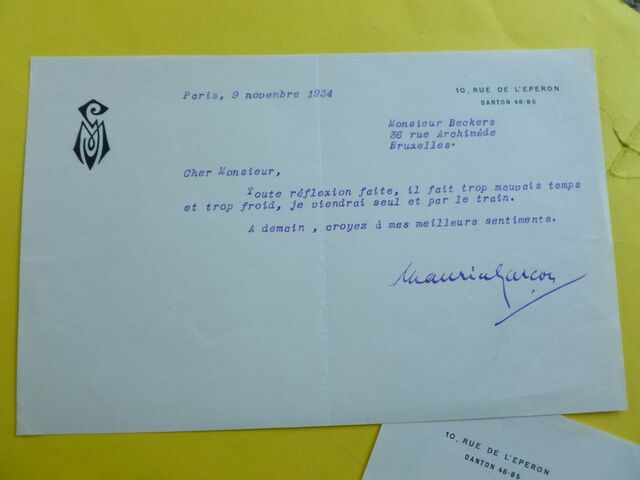 Paris, 9 novembre 1934
10, RUE DE L'EPERON
DANTON 46-85
Monsieur Beckers
36 rue Archimède
Bruxelles.
Cher Monsieur,
Toute réflexion faite, il fait trop mauvais temps
et trop froid, je viendrai seul et par le train.
A demain , croyez à mes meilleurs sentiments.
Maurice Garçon
10, RUE DE L'EPERON
DANTON 46-85